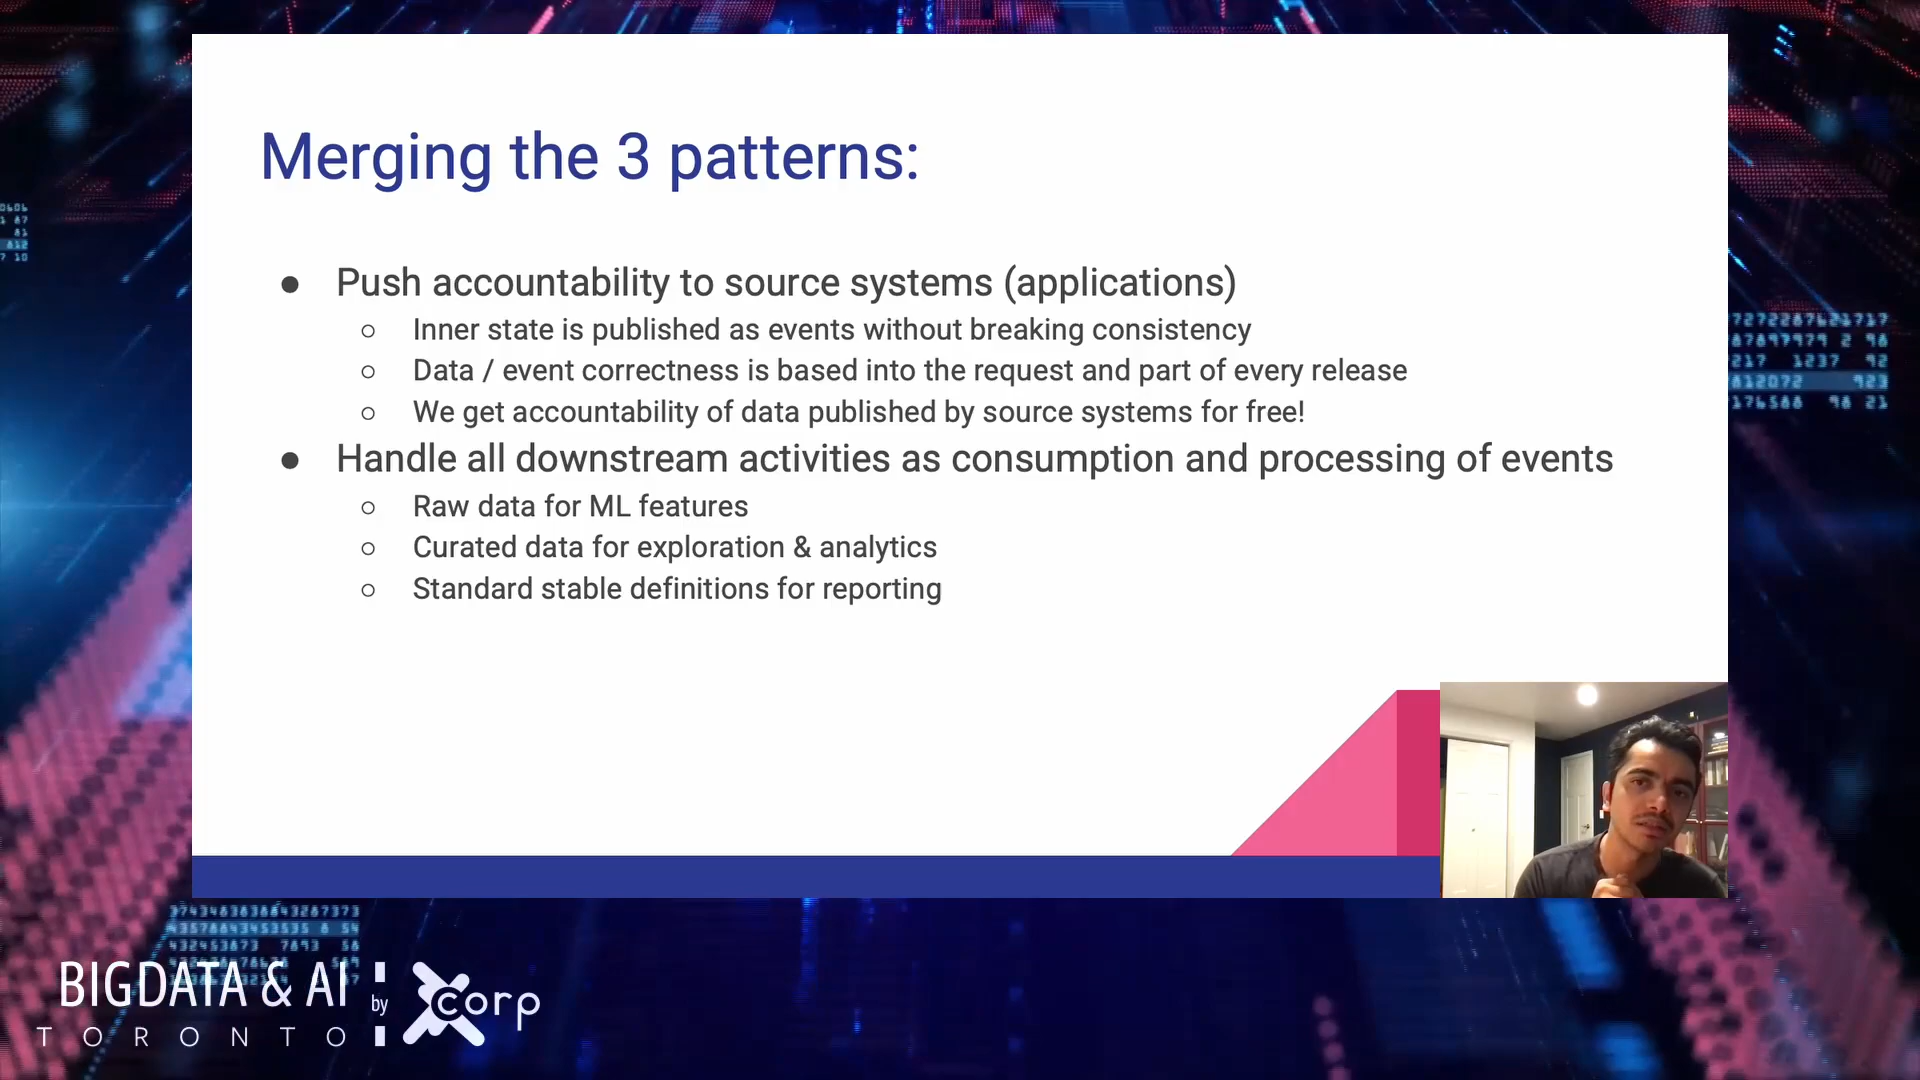 Merging the 3 patterns:
● Push accountability to source systems (applications)
○ Inner state is published as events without breaking consistency
○ Data / event correctness is based into the request and part of every release
○ We get accountability of data published by source systems for free!
● Handle all downstream activities as consumption and processing of events
○ Raw data for ML features
○ Curated data for exploration & analytics
○ Standard stable definitions for reporting
BIGDATA & AI
TORONTO
by
corp